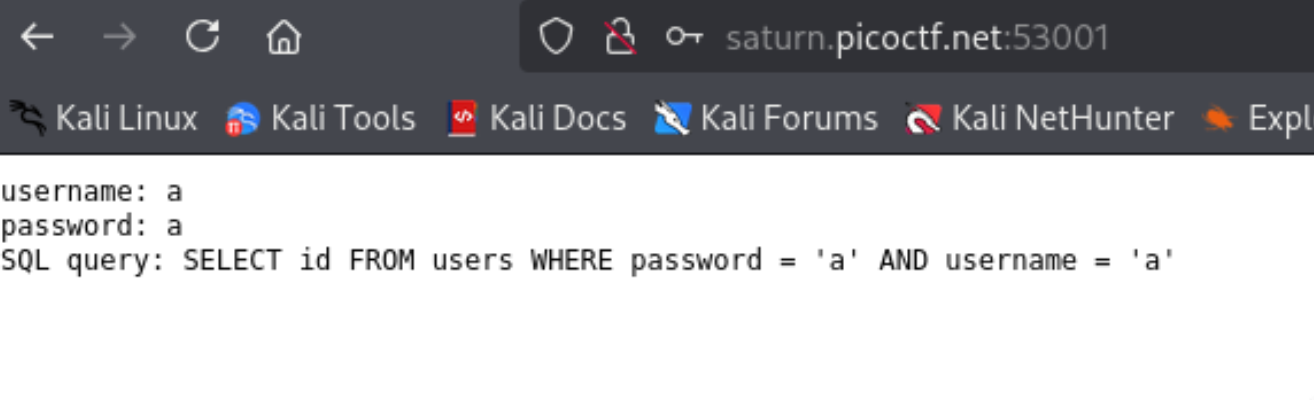 saturn.picoctf.net:53001
Kali Linux Kali Tools Kali Docs Kali Forums Kali NetHunter Expl
username: a
password: a
SQL query: SELECT id FROM users WHERE password = 'a' AND username = 'a'